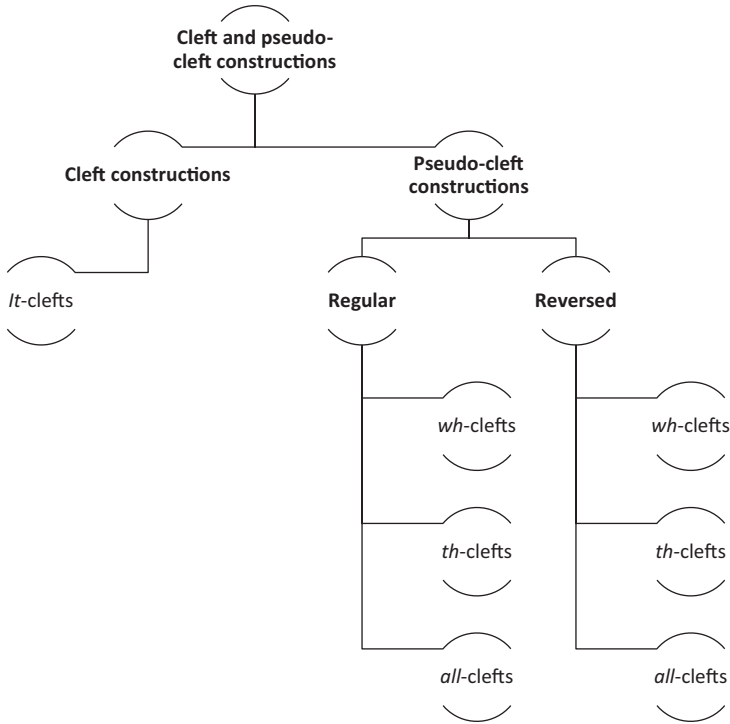 Cleft and pseudo-
cleft constructions
Cleft constructions
Pseudo-cleft
constructions
It-clefts
Regular
Reversed
wh-clefts
wh-clefts
th-clefts
th-clefts
all-clefts
all-clefts